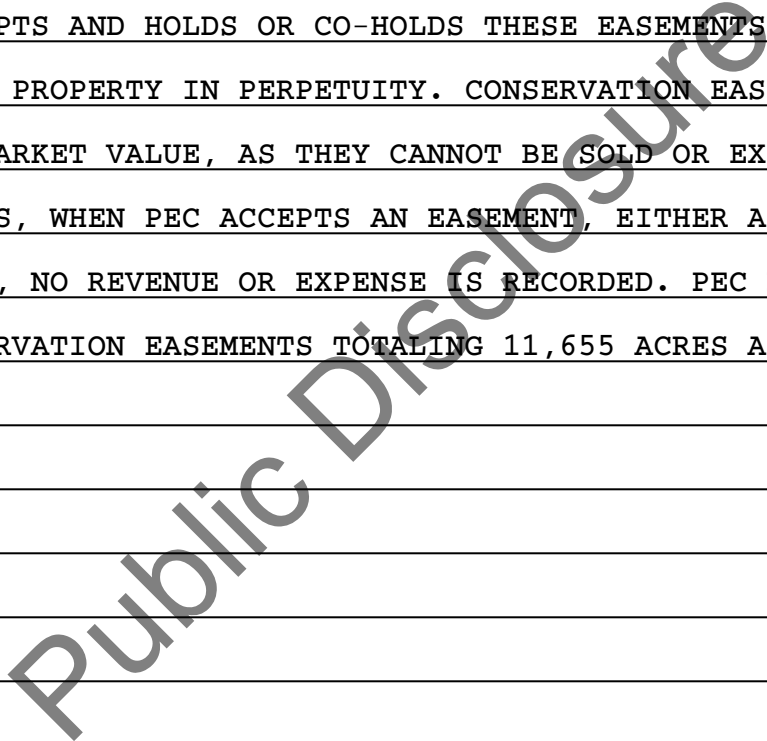 PTS AND HOLDS OR CO-HOLDS THESE EASEMENTS
PROPERTY IN PERPETUITY. CONSERVATION EAS
ARKET VALUE, AS THEY CANNOT BE SOLD OR EX
S, WHEN PEC ACCEPTS AN EASEMENT, EITHER A
, NO REVENUE OR EXPENSE IS RECORDED. PEC
RVATION EASEMENTS TOTALING 11,655 ACRES A
Public Disclosure